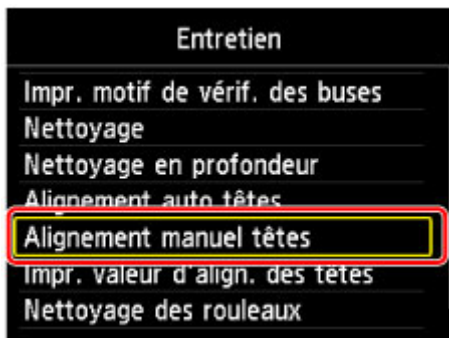 Entretien
Impr. motif de vérif. des buses
Nettoyage
Nettoyage en profondeur
Alignement auto têtes
Alignement manuel têtes
Impr. valeur d'align. des têtes
Nettoyage des rouleaux